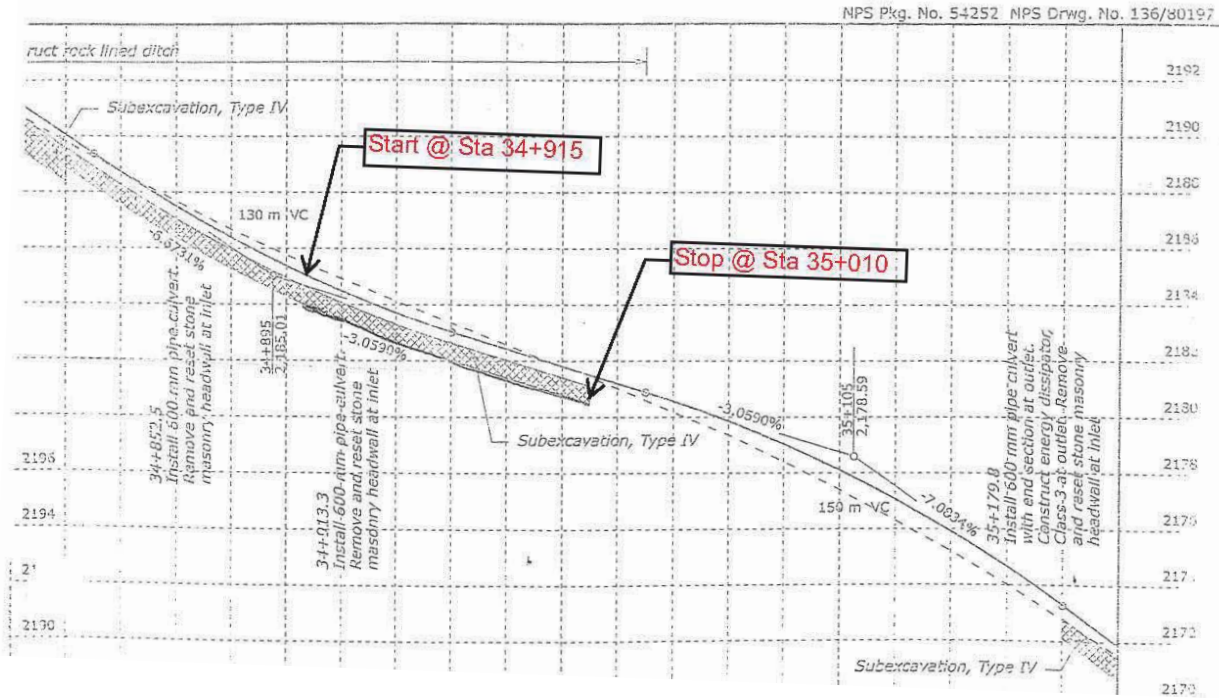 NPS Pkg. No. 54252 NPS Drwg. No. 136/80197
ruct rock lined ditch
2192
Subexcavation, Type IV
2190
Start @ Sta 34+915
130 m VC
Stop @ Sta 35+010
34+852.5
Install 600-mm pipe culvert.
Remove and reset stone
masonry headwall at inlet
34+895
2,185.01
-3.0590%
34+913.3
Install 600-mm pipe culvert.
Remove and reset stone
masonry headwall at inlet
2182
2180
Subexcavation, Type IV
-3.0590%
35+105
2,178.59
-7.0034%
150 m VC
35+179.8
Install 600-mm pipe culvert
with end section at outlet.
Construct energy dissipator,
Class 3 at outlet. Remove
and reset stone masonry
headwall at inlet
2196
2194
2190
2172
Subexcavation, Type IV
2170